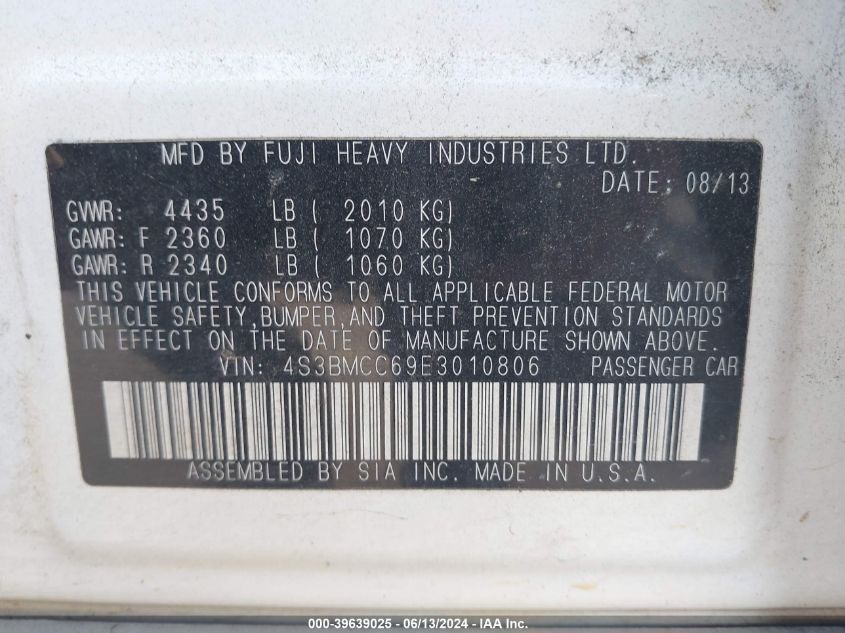 MFD BY FUJI HEAVY INDUSTRIES LTD.
DATE: 08/13
GVWR: 4435 LB ( 2010 KG)
GAWR: F 2360 LB ( 1070 KG)
GAWR: R 2340 LB ( 1060 KG)
THIS VEHICLE CONFORMS TO ALL APPLICABLE FEDERAL MOTOR
VEHICLE SAFETY,BUMPER,AND THEFT PREVENTION STANDARDS
IN EFFECT ON THE DATE OF MANUFACTURE SHOWN ABOVE.
VIN: 4S3BMCC69E3010806 PASSENGER CAR
ASSEMBLED BY SIA INC. MADE IN U.S.A.
000-39639025 - 06/13/2024 - IAA Inc.